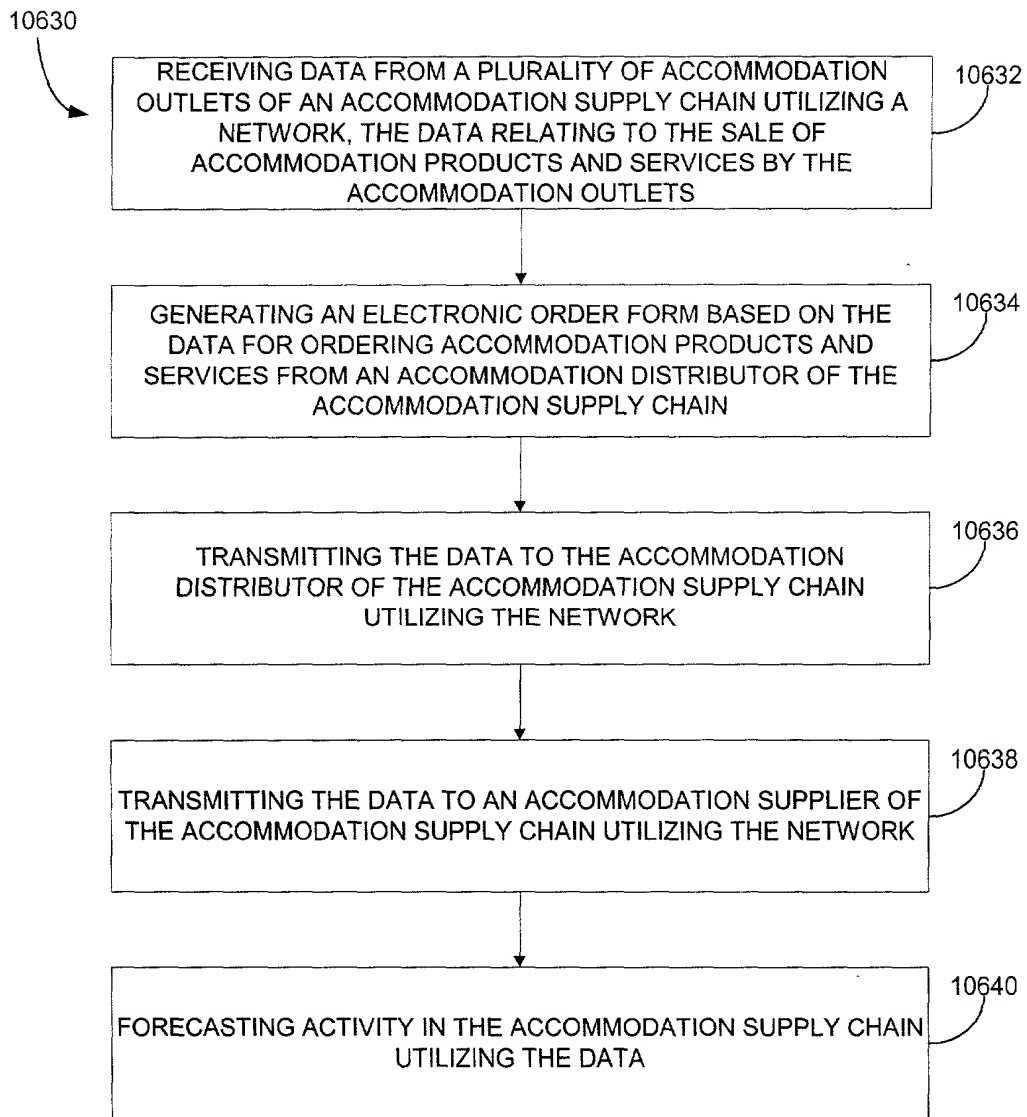 10630
RECEIVING DATA FROM A PLURALITY OF ACCOMMODATION
OUTLETS OF AN ACCOMMODATION SUPPLY CHAIN UTILIZING A
NETWORK, THE DATA RELATING TO THE SALE OF
ACCOMMODATION PRODUCTS AND SERVICES BY THE
ACCOMMODATION OUTLETS
10632
GENERATING AN ELECTRONIC ORDER FORM BASED ON THE
DATA FOR ORDERING ACCOMMODATION PRODUCTS AND
SERVICES FROM AN ACCOMMODATION DISTRIBUTOR OF THE
ACCOMMODATION SUPPLY CHAIN
10634
TRANSMITTING THE DATA TO THE ACCOMMODATION
DISTRIBUTOR OF THE ACCOMMODATION SUPPLY CHAIN
UTILIZING THE NETWORK
10636
TRANSMITTING THE DATA TO AN ACCOMMODATION SUPPLIER OF
THE ACCOMMODATION SUPPLY CHAIN UTILIZING THE NETWORK
10638
FORECASTING ACTIVITY IN THE ACCOMMODATION SUPPLY CHAIN
UTILIZING THE DATA
10640